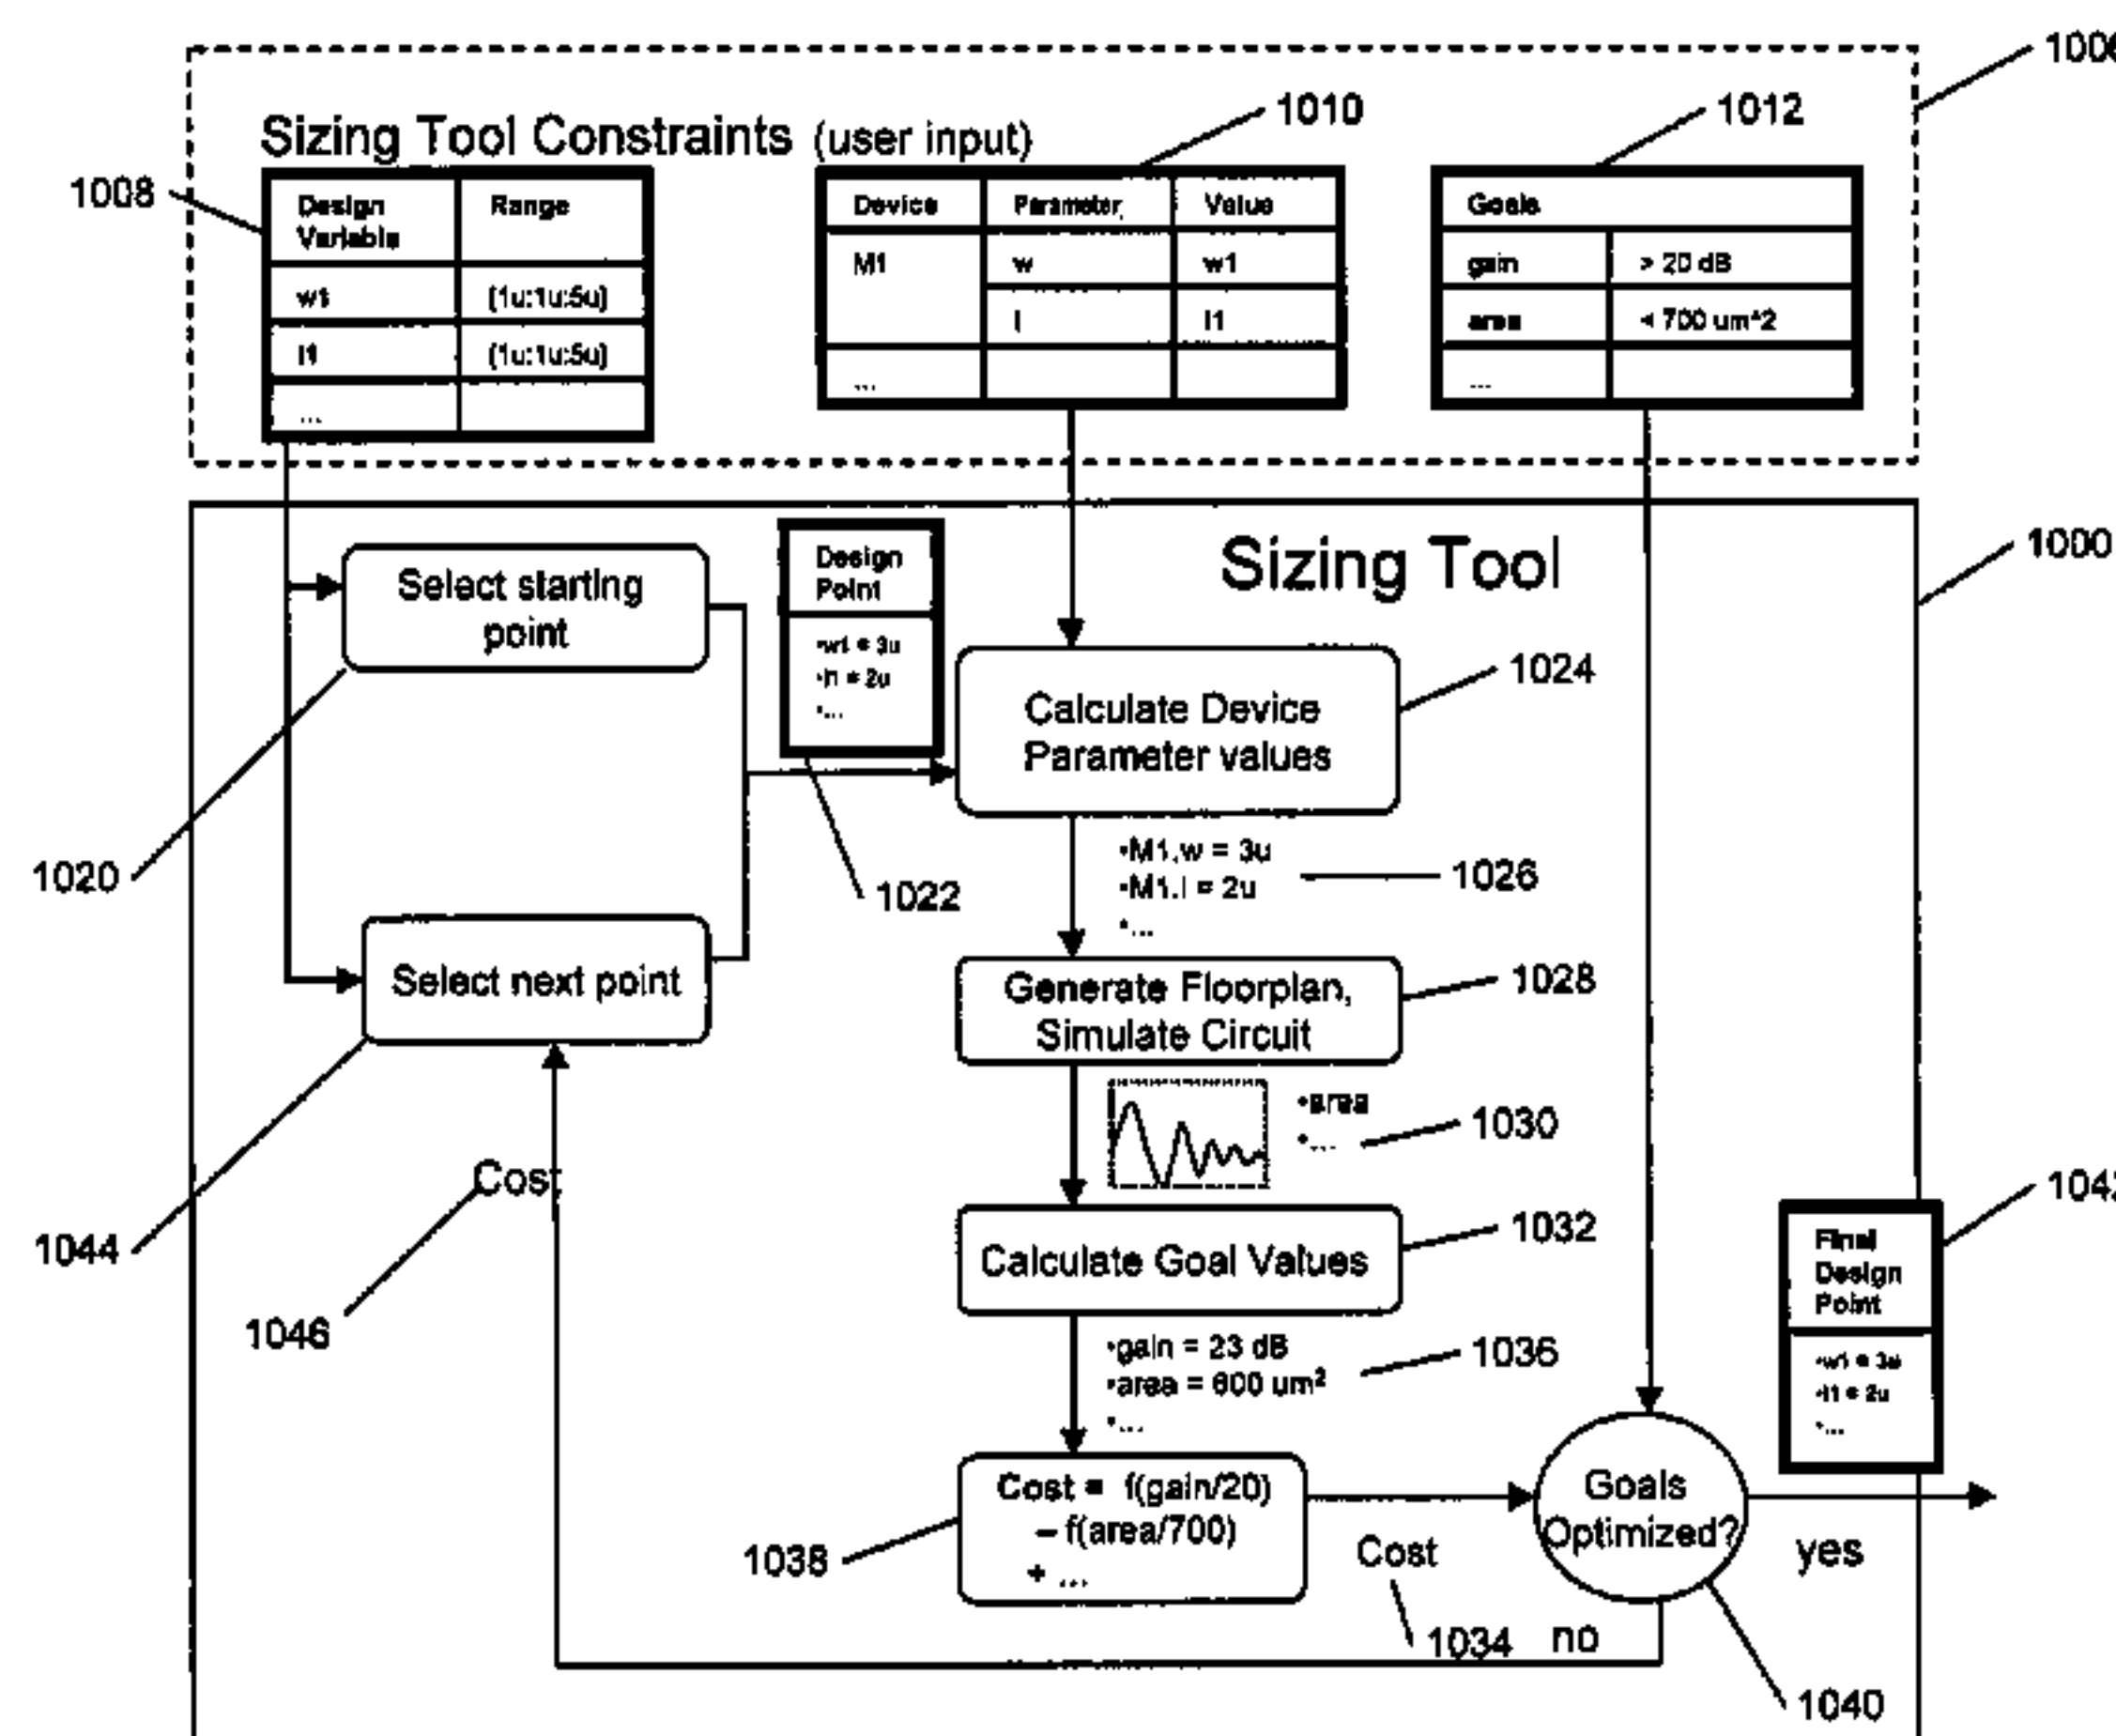 Sizing Tool Constraints (user input)
1010
1012
1008
Design Variable
Range
w1
[1u:1u:5u]
l1
[1u:1u:5u]
...
Device
Parameter
Value
M1
w
w1
l
l1
...
Goals
gain
> 20 dB
area
< 700 um^2
...
Sizing Tool
1000
Select starting
point
Design
Point
•w1 = 3u
•l1 = 2u
•...
Calculate Device
Parameter values
1024
1020
1022
•M1.w = 3u
•M1.l = 2u
•...
1026
Select next point
Generate Floorplan,
Simulate Circuit
1028
•area
•...
1030
Cost
1044
1046
Calculate Goal Values
1032
•gain = 23 dB
•area = 600 um²
•...
1036
Final
Design
Point
•w1 = 3u
•l1 = 2u
•...
Cost = f(gain/20)
– f(area/700)
+ ...
1038
Cost
1034
Goals
Optimized?
yes
no
1040